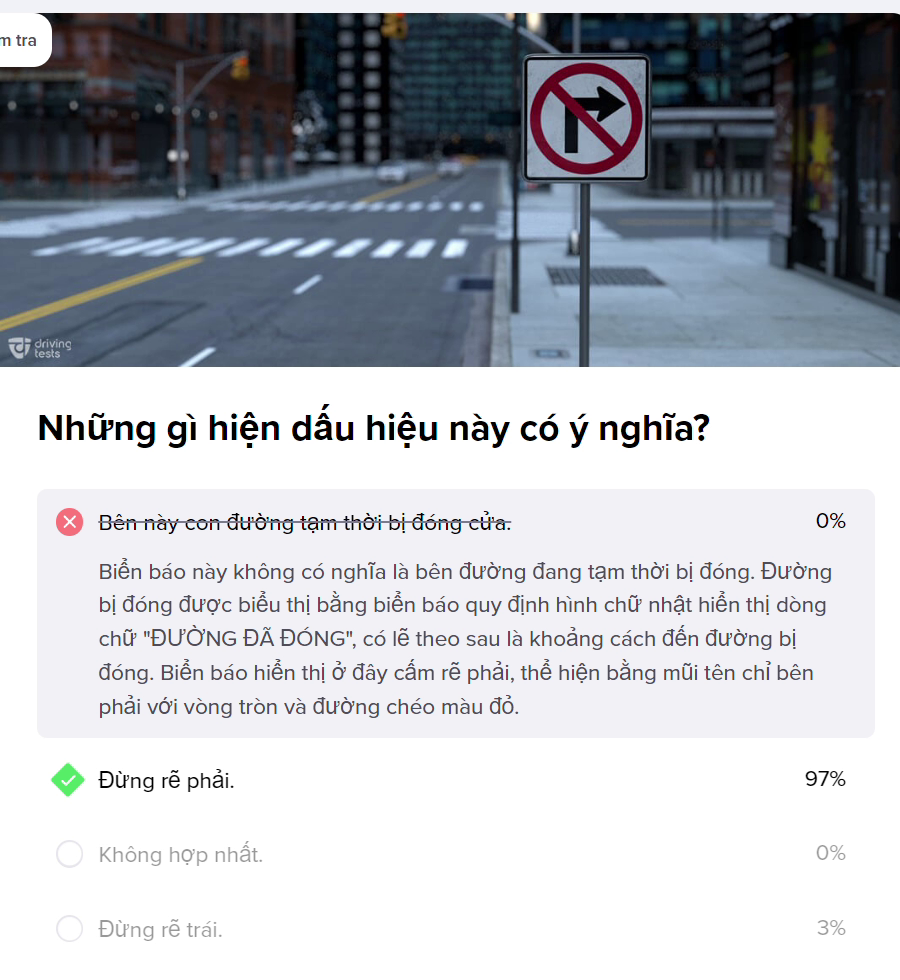 m tra
driving
tests
Những gì hiện dấu hiệu này có ý nghĩa?
Bên này con đường tạm thời bị đóng cửa.
0%
Biển báo này không có nghĩa là bên đường đang tạm thời bị đóng. Đường
bị đóng được biểu thị bằng biển báo quy định hình chữ nhật hiển thị dòng
chữ "ĐƯỜNG ĐÃ ĐÓNG", có lẽ theo sau là khoảng cách đến đường bị
đóng. Biển báo hiển thị ở đây cấm rẽ phải, thể hiện bằng mũi tên chỉ bên
phải với vòng tròn và đường chéo màu đỏ.
Đừng rẽ phải.
97%
Không hợp nhất.
0%
Đừng rẽ trái.
3%